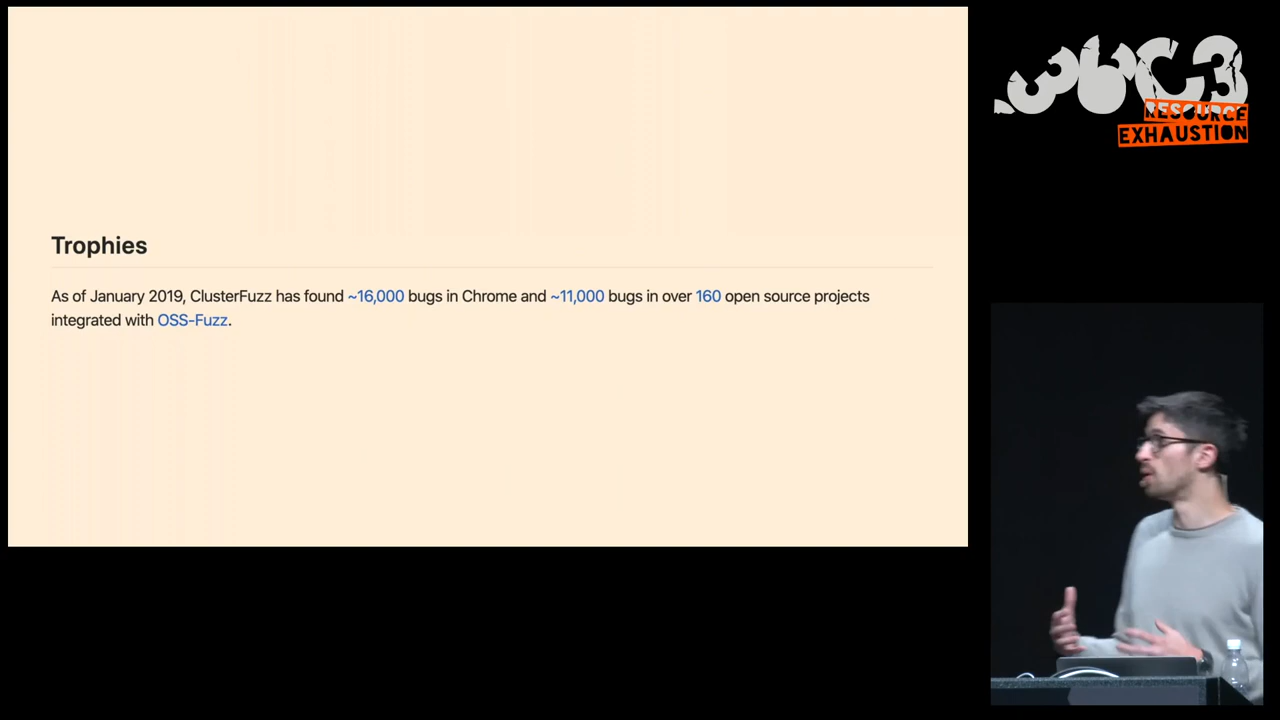 Trophies
As of January 2019, ClusterFuzz has found ~16,000 bugs in Chrome and ~11,000 bugs in over 160 open source projects
integrated with OSS-Fuzz.
36C3
RESOURCE
EXHAUSTION